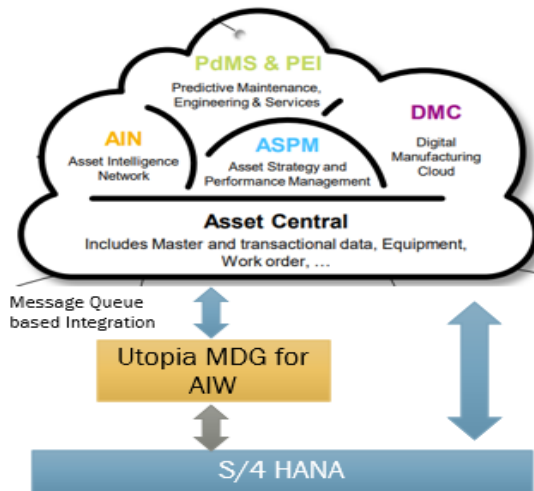 PdMS & PEI
Predictive Maintenance,
Engineering & Services
DMC
Digital
Manufacturing
Cloud
AIN
Asset Intelligence
Network
ASPM
Asset Strategy and
Performance Management
Asset Central
Includes Master and transactional data, Equipment,
Work order, ...
Message Queue
based Integration
Utopia MDG for
AIW
S/4 HANA